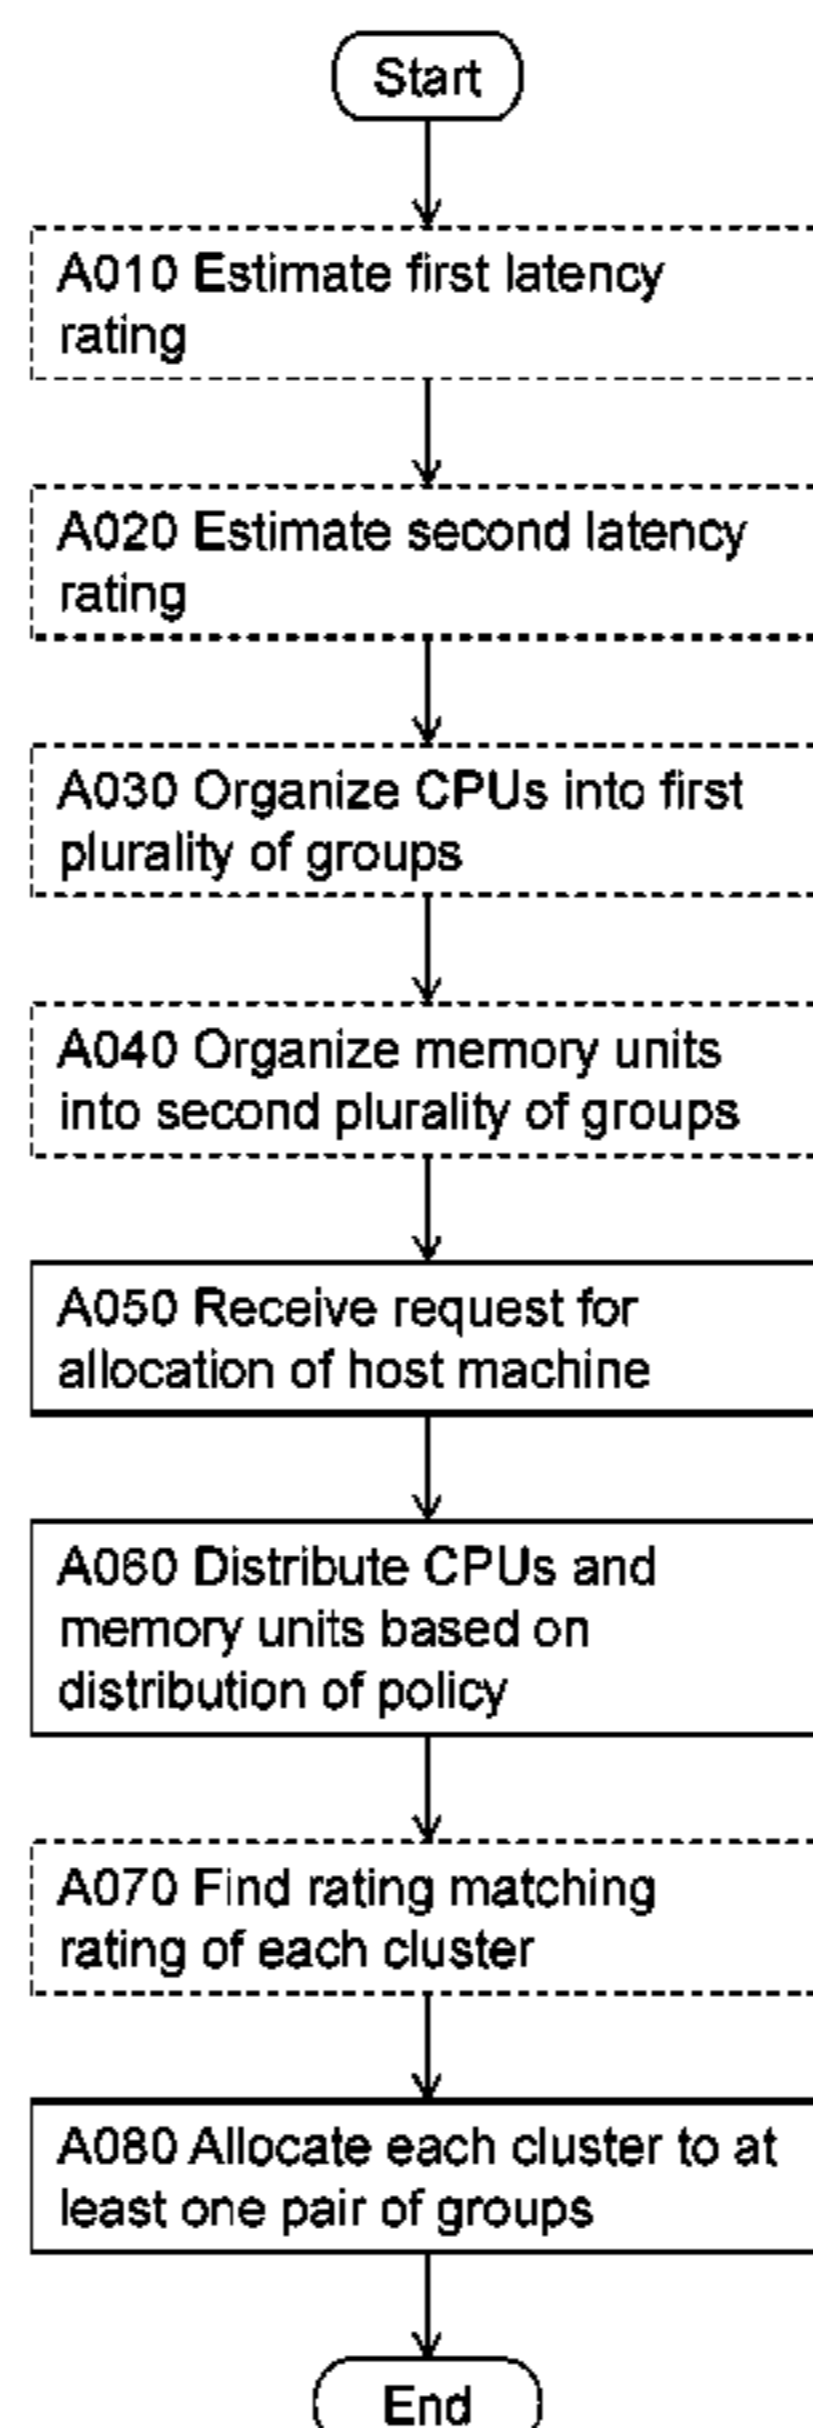 Start
A010 Estimate first latency
rating
A020 Estimate second latency
rating
A030 Organize CPUs into first
plurality of groups
A040 Organize memory units
into second plurality of groups
A050 Receive request for
allocation of host machine
A060 Distribute CPUs and
memory units based on
distribution of policy
A070 Find rating matching
rating of each cluster
A080 Allocate each cluster to at
least one pair of groups
End